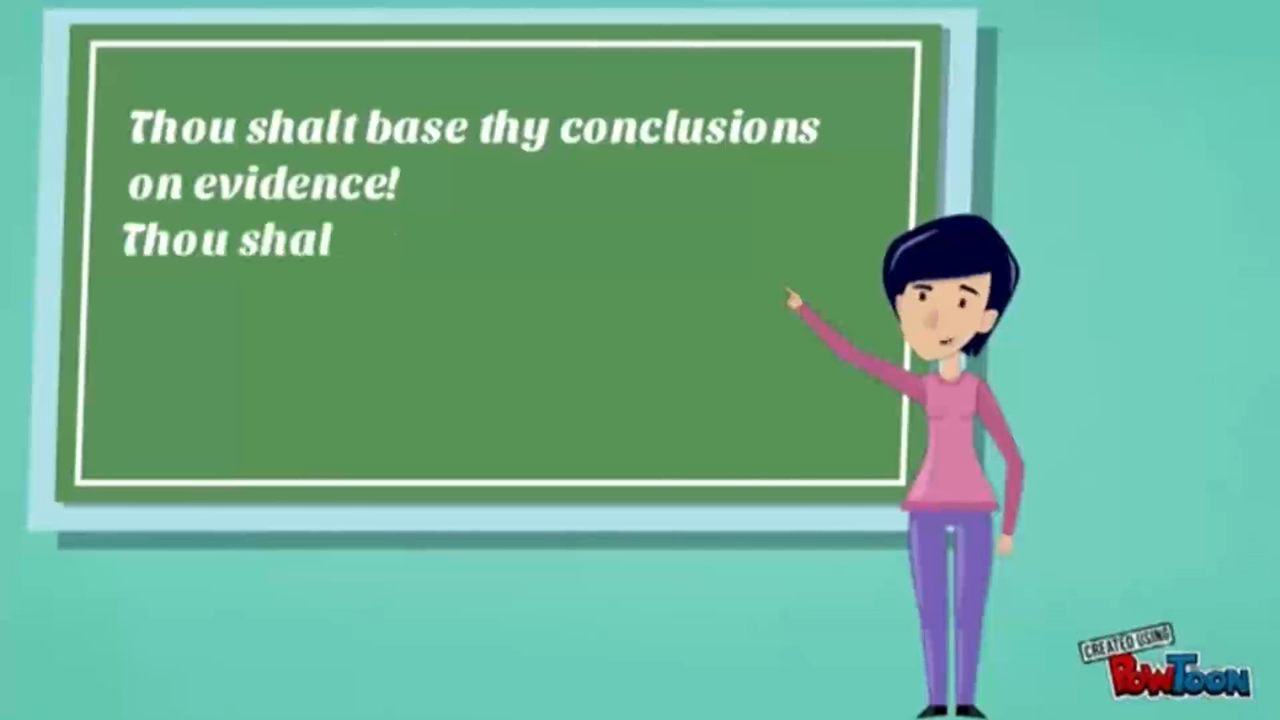 Thou shalt base thy conclusions
on evidence!
Thou shal
CREATED USING
POWTOON